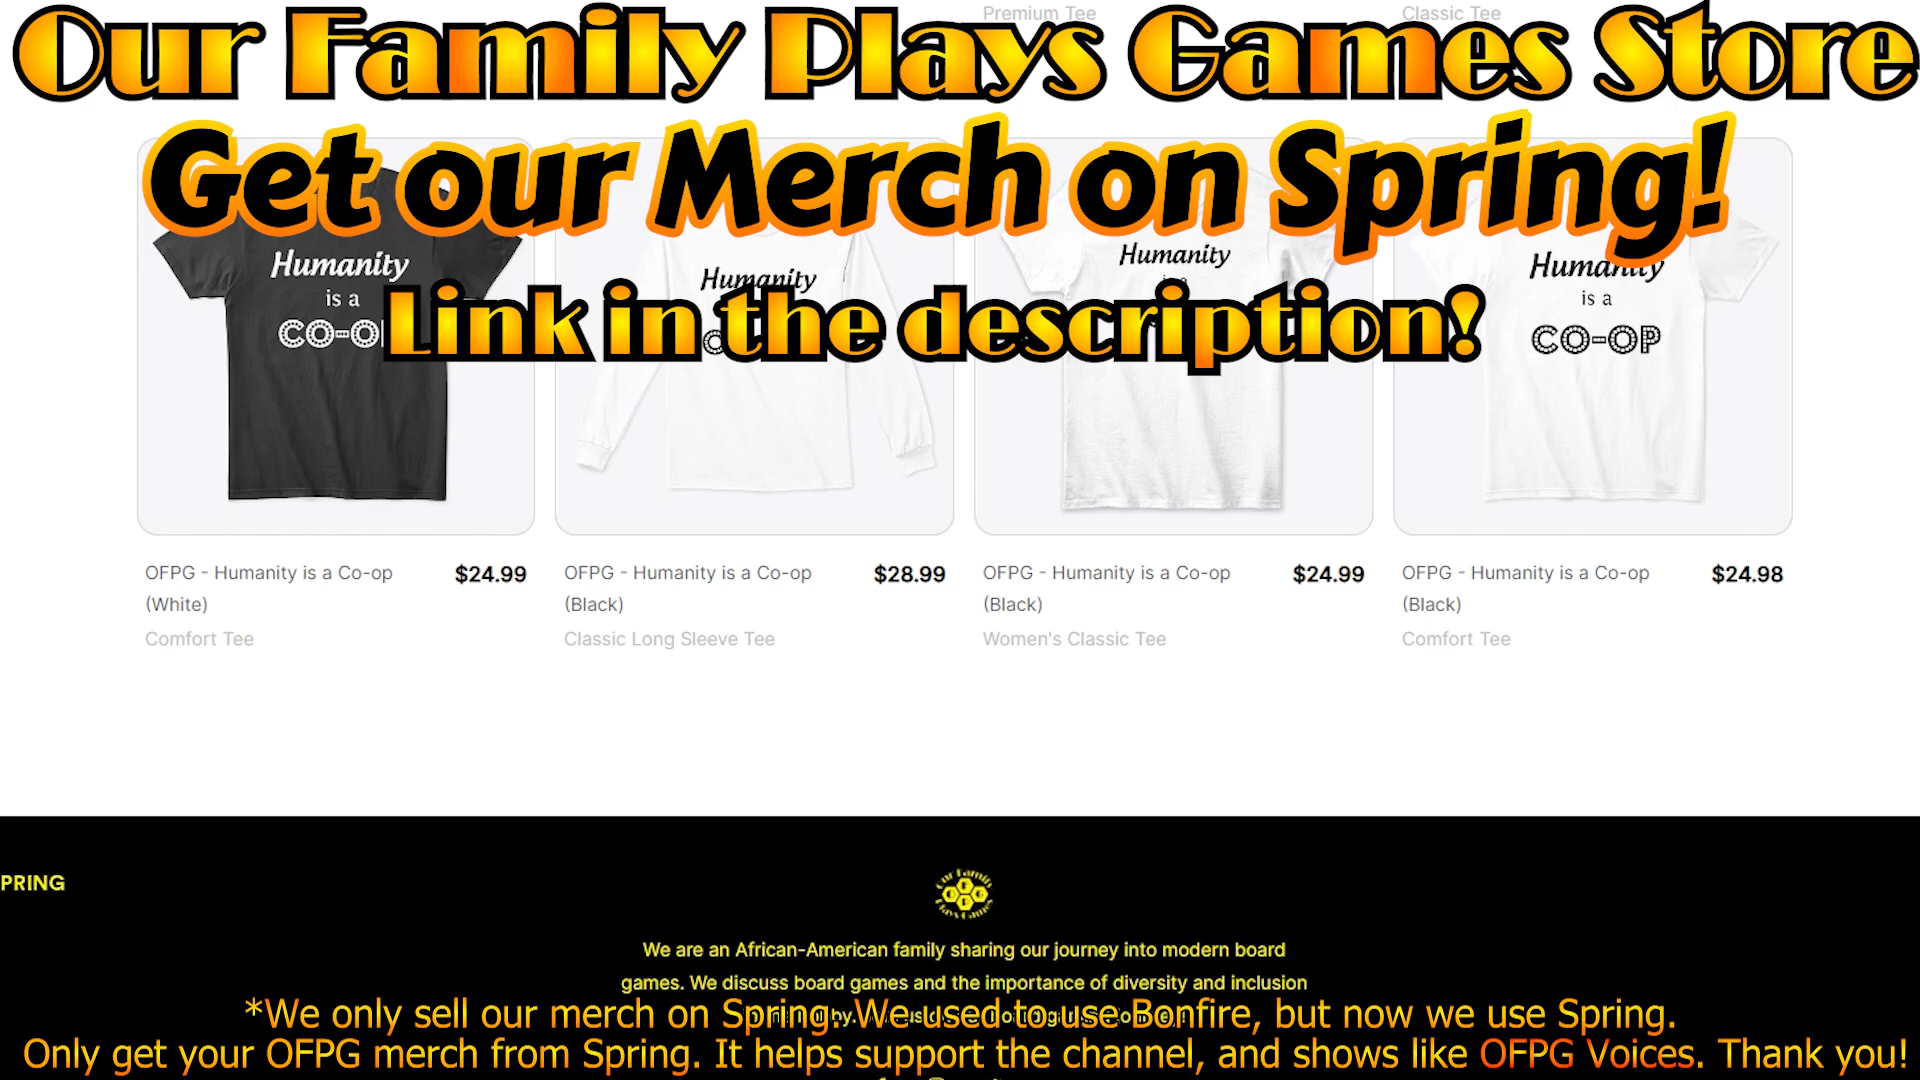 Premium Tee
Classic Tee
Our Family Plays Games Store
Get our Merch on Spring!
Humanity
is a
CO-O
Humanity
Humanity
is a
Humanity
is a
CO-OP
Link in the description!
OFPG - Humanity is a Co-op
(White)
$24.99
Comfort Tee
OFPG - Humanity is a Co-op
(Black)
$28.99
Classic Long Sleeve Tee
OFPG - Humanity is a Co-op
(Black)
$24.99
Women's Classic Tee
OFPG - Humanity is a Co-op
(Black)
$24.98
Comfort Tee
PRING
Our Family
Plays Games
We are an African-American family sharing our journey into modern board
games. We discuss board games and the importance of diversity and inclusion
*We only sell our merch on Spring. We used to use Bonfire, but now we use Spring.
Only get your OFPG merch from Spring. It helps support the channel, and shows like OFPG Voices. Thank you!